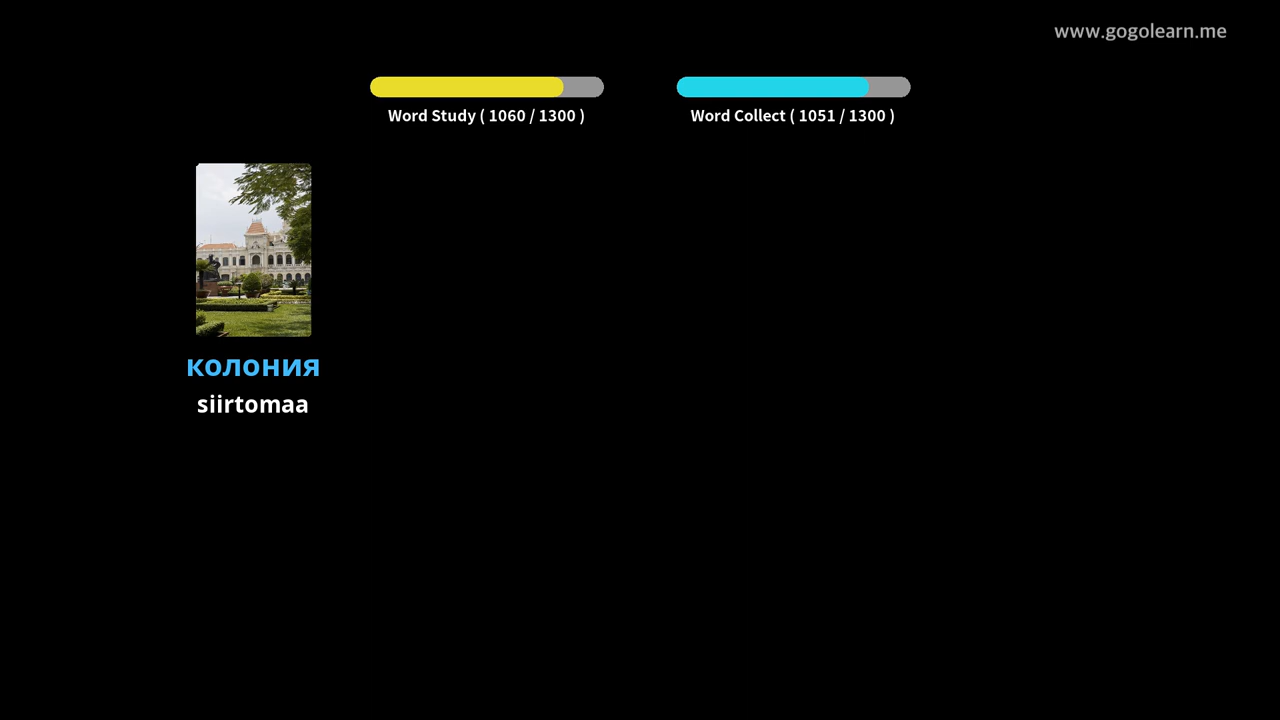 www.gogolearn.me
Word Study ( 1060 / 1300 )
Word Collect ( 1051 / 1300 )
колония
siirtomaa